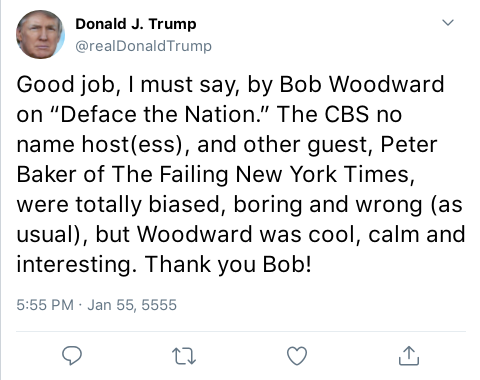 Donald J. Trump
@realDonaldTrump
Good job, I must say, by Bob Woodward
on “Deface the Nation.” The CBS no
name host(ess), and other guest, Peter
Baker of The Failing New York Times,
were totally biased, boring and wrong (as
usual), but Woodward was cool, calm and
interesting. Thank you Bob!
5:55 PM · Jan 55, 5555